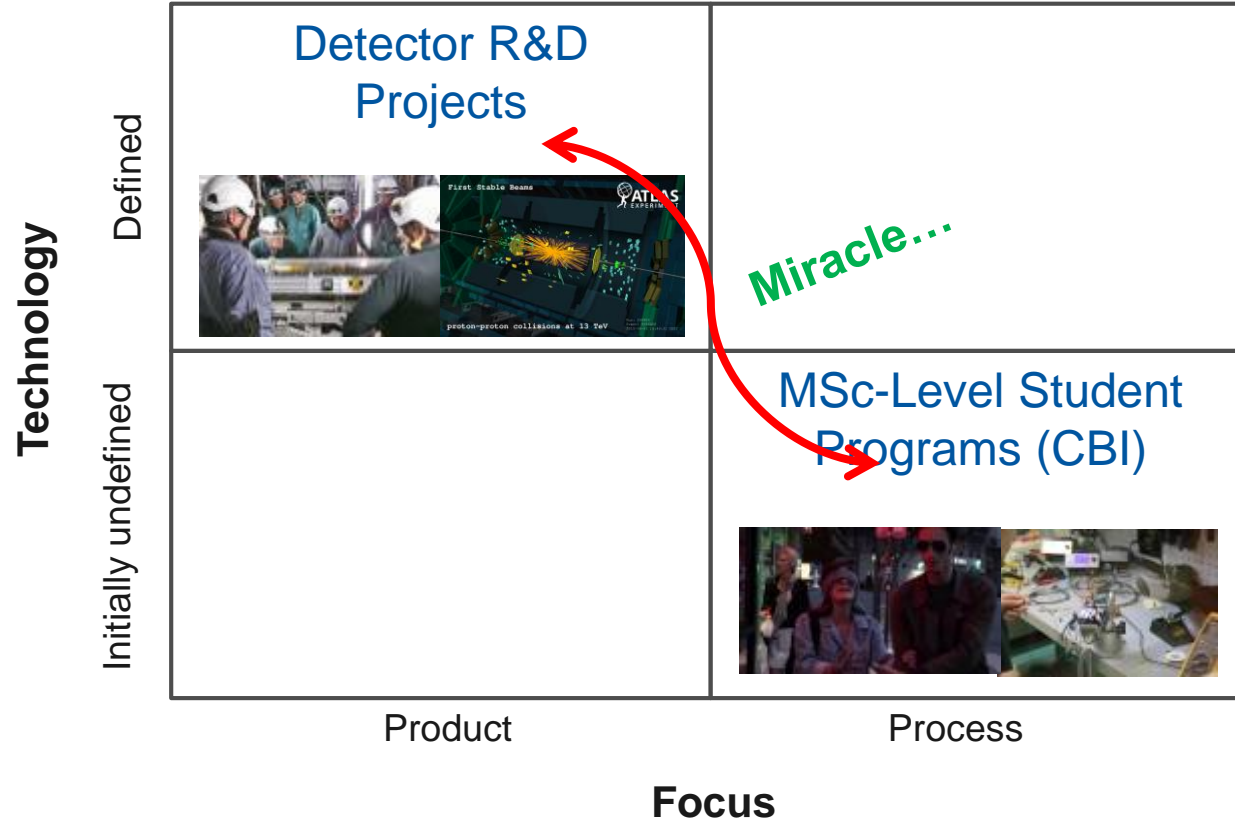 Detector R&D
Projects
First Stable Beams
ATLAS
EXPERIMENT
proton-proton collisions at 13 TeV
Miracle...
MSc-Level Student
Programs (CBI)
Technology
Defined
Initially undefined
Product
Process
Focus